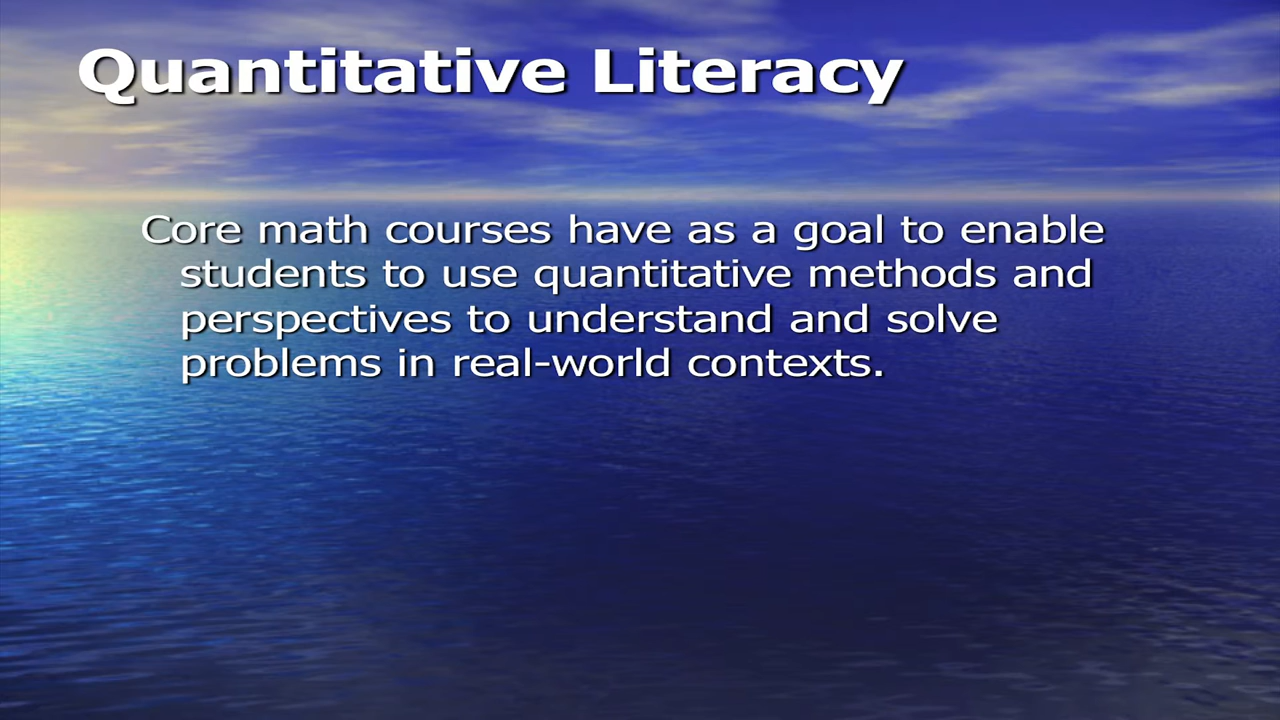 Quantitative Literacy
Core math courses have as a goal to enable
students to use quantitative methods and
perspectives to understand and solve
problems in real-world contexts.